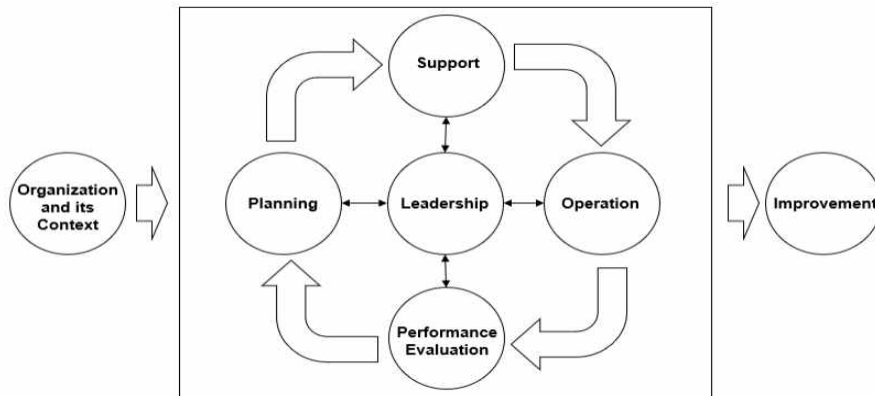 Support
Organization
and its
Context
Planning
Leadership
Operation
Improvement
Performance
Evaluation